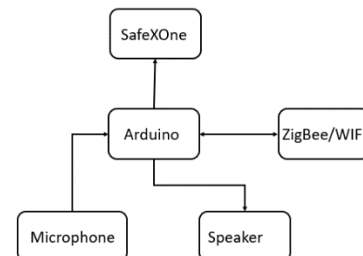 SafeXOne
Arduino
ZigBee/WIF
Microphone
Speaker